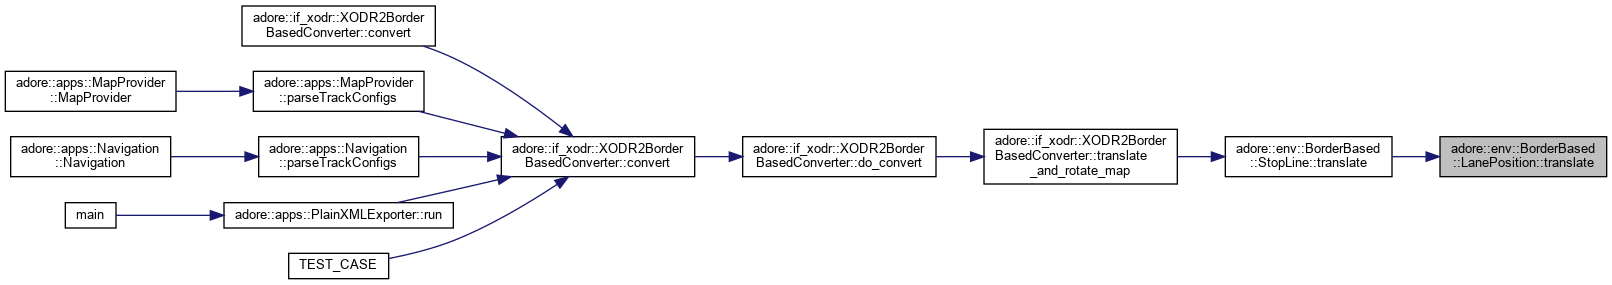 adore::if_xodr::XODR2Border
BasedConverter::convert
adore::apps::MapProvider
::MapProvider
adore::apps::MapProvider
::parseTrackConfigs
adore::apps::Navigation
::Navigation
adore::apps::Navigation
::parseTrackConfigs
adore::if_xodr::XODR2Border
BasedConverter::convert
adore::if_xodr::XODR2Border
BasedConverter::do_convert
adore::if_xodr::XODR2Border
BasedConverter::translate
_and_rotate_map
adore::env::BorderBased
::StopLine::translate
adore::env::BorderBased
::LanePosition::translate
main
adore::apps::PlainXMLExporter::run
TEST_CASE